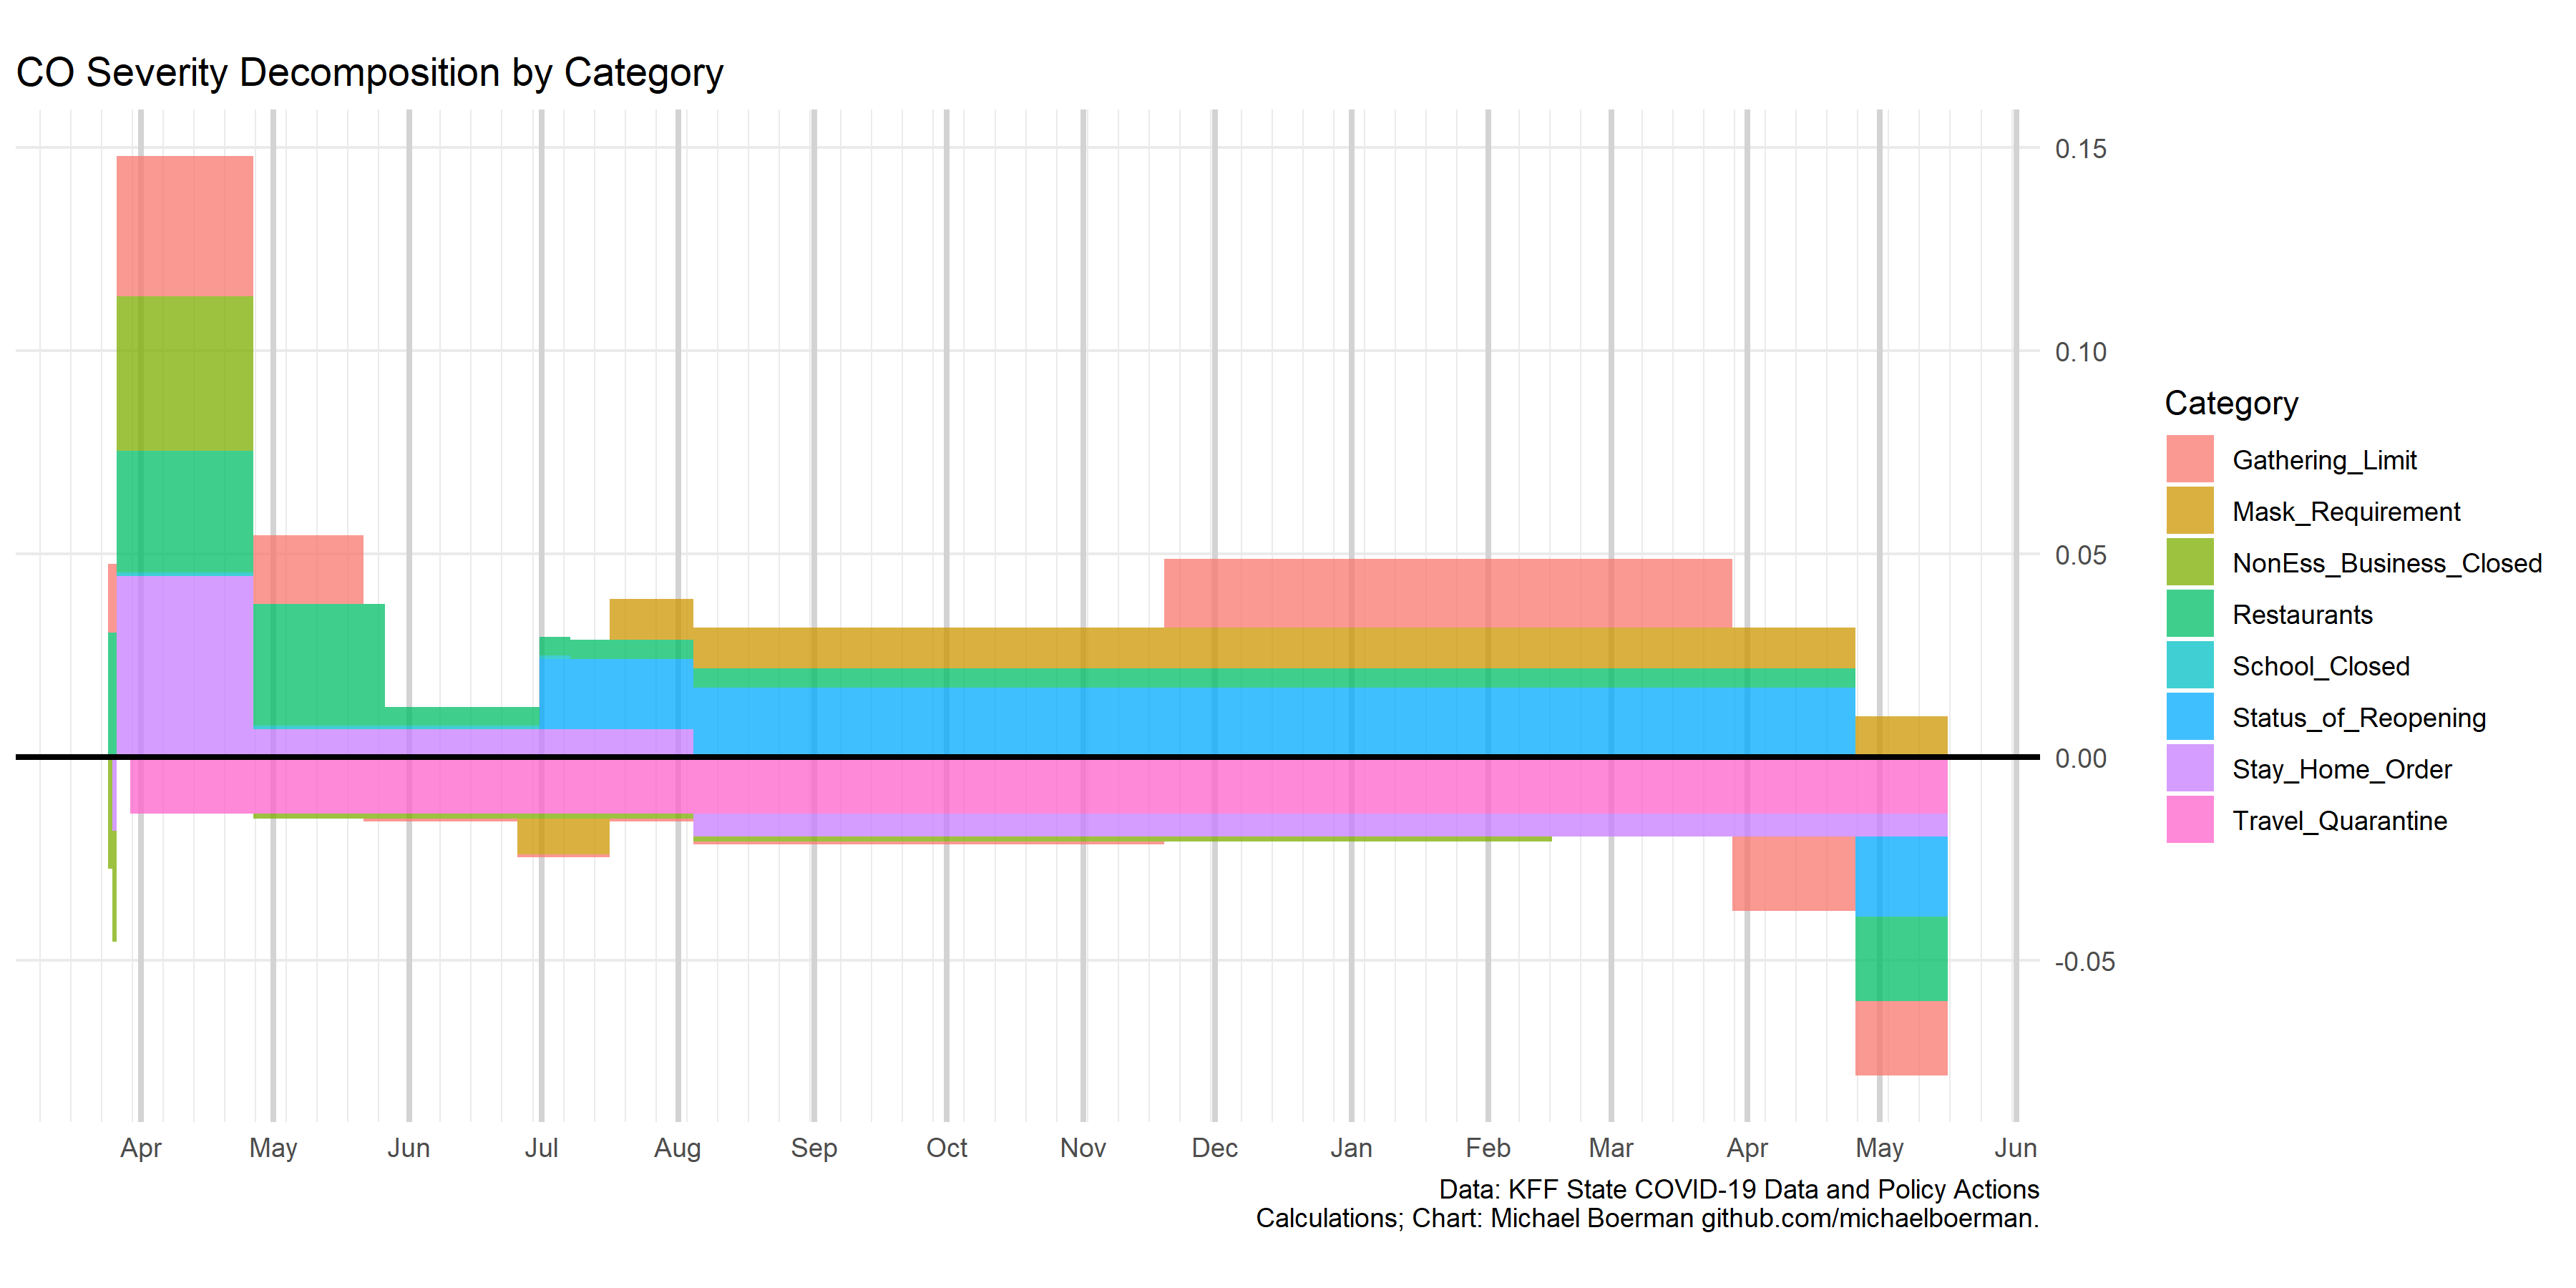 CO Severity Decomposition by Category
0.15
0.10
0.05
0.00
-0.05
Apr May Jun Jul Aug Sep Oct Nov Dec Jan Feb Mar Apr May Jun
Category
Gathering_Limit
Mask_Requirement
NonEss_Business_Closed
Restaurants
School_Closed
Status_of_Reopening
Stay_Home_Order
Travel_Quarantine
Data: KFF State COVID-19 Data and Policy Actions
Calculations; Chart: Michael Boerman github.com/michaelboerman.